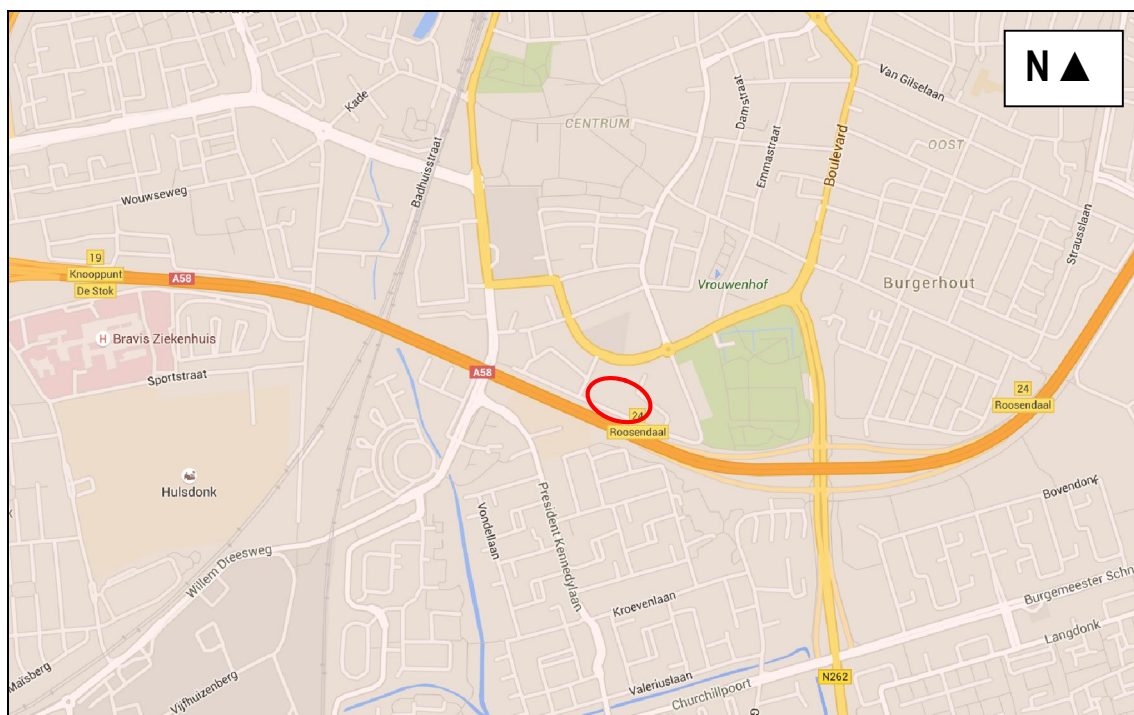 N ▲
Van Gilselaan
Kade
Damstraat
CENTRUM
Emmastraat
Boulevard
OOST
Badhuisstraat
Wouwseweg
Strausslaan
19
Knooppunt
De Stok
A58
Vrouwenhof
Burgerhout
H
Bravis Ziekenhuis
Sportstraat
A58
24
Roosendaal
24
Roosendaal
Hulsdonk
Bovendonk
Vondellaan
President Kennedylaan
Willem Dreesweg
Kroevenlaan
Burgemeester Schn
Langdonk
Maïsberg
Vijfhuizenberg
Valeriuslaan
Churchillpoort
N262
G